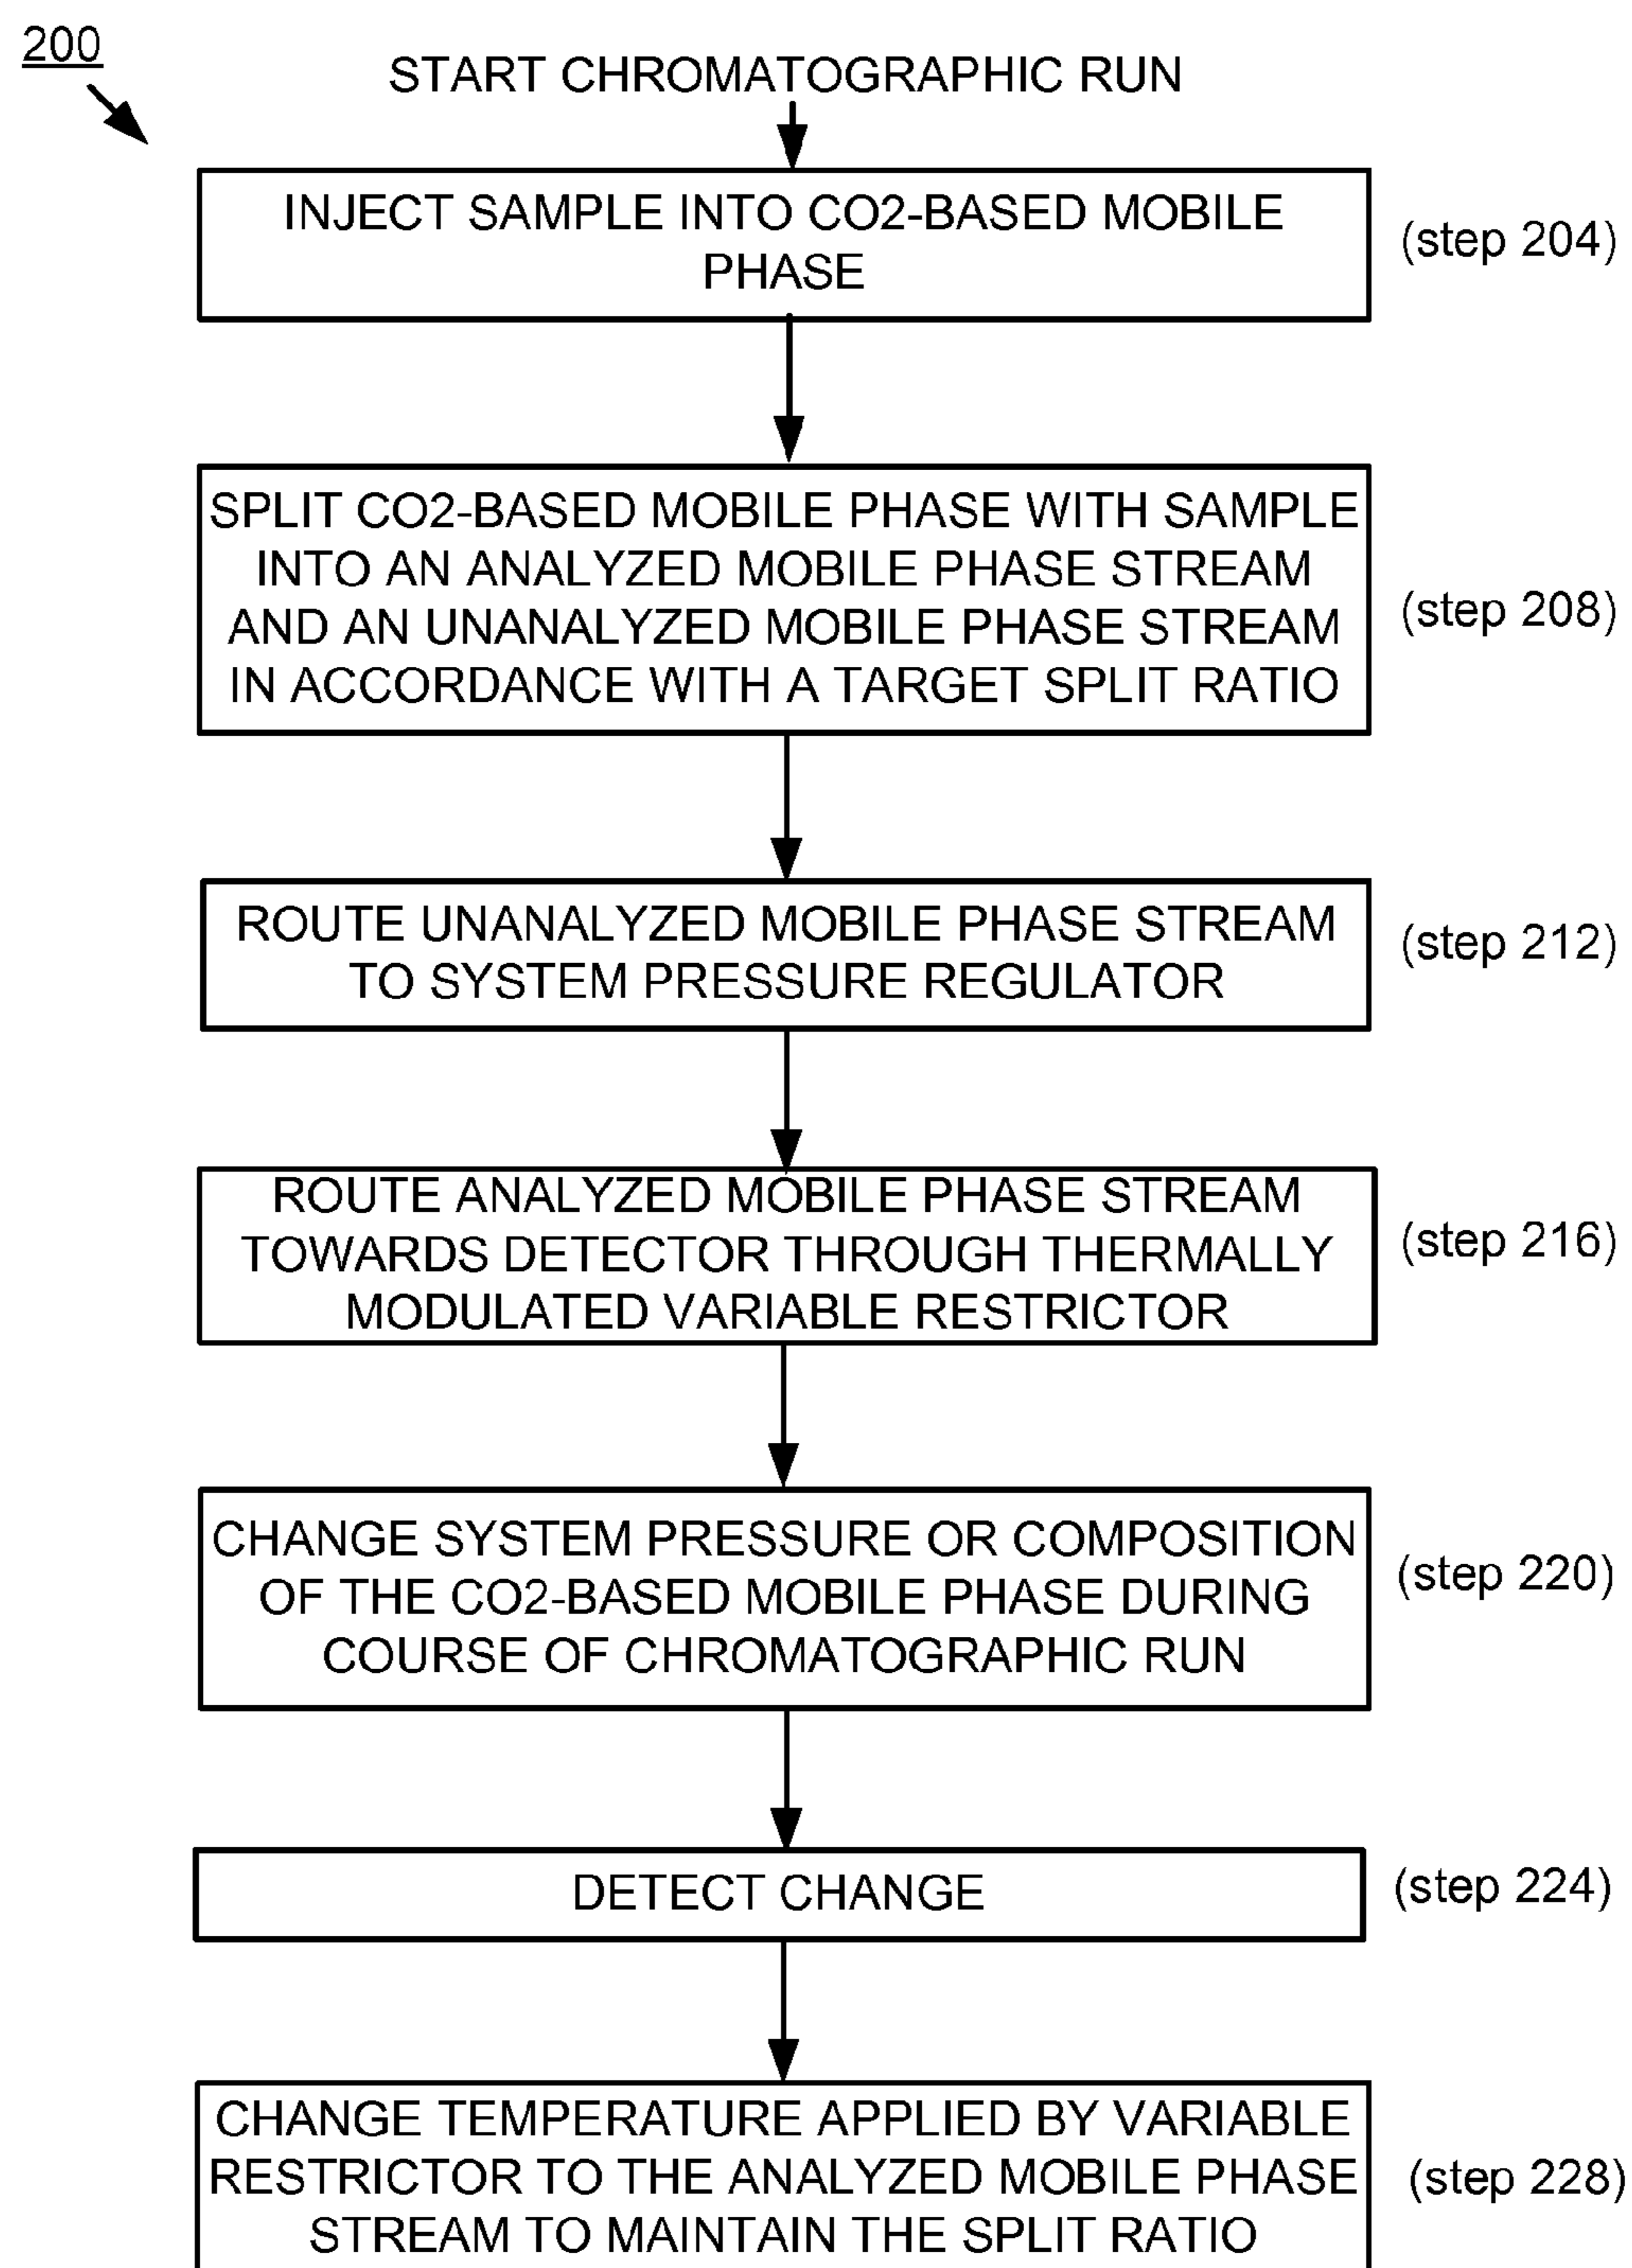 200
START CHROMATOGRAPHIC RUN
INJECT SAMPLE INTO CO2-BASED MOBILE
PHASE
(step 204)
SPLIT CO2-BASED MOBILE PHASE WITH SAMPLE
INTO AN ANALYZED MOBILE PHASE STREAM
AND AN UNANALYZED MOBILE PHASE STREAM
IN ACCORDANCE WITH A TARGET SPLIT RATIO
(step 208)
ROUTE UNANALYZED MOBILE PHASE STREAM
TO SYSTEM PRESSURE REGULATOR
(step 212)
ROUTE ANALYZED MOBILE PHASE STREAM
TOWARDS DETECTOR THROUGH THERMALLY
MODULATED VARIABLE RESTRICTOR
(step 216)
CHANGE SYSTEM PRESSURE OR COMPOSITION
OF THE CO2-BASED MOBILE PHASE DURING
COURSE OF CHROMATOGRAPHIC RUN
(step 220)
DETECT CHANGE
(step 224)
CHANGE TEMPERATURE APPLIED BY VARIABLE
RESTRICTOR TO THE ANALYZED MOBILE PHASE
STREAM TO MAINTAIN THE SPLIT RATIO
(step 228)